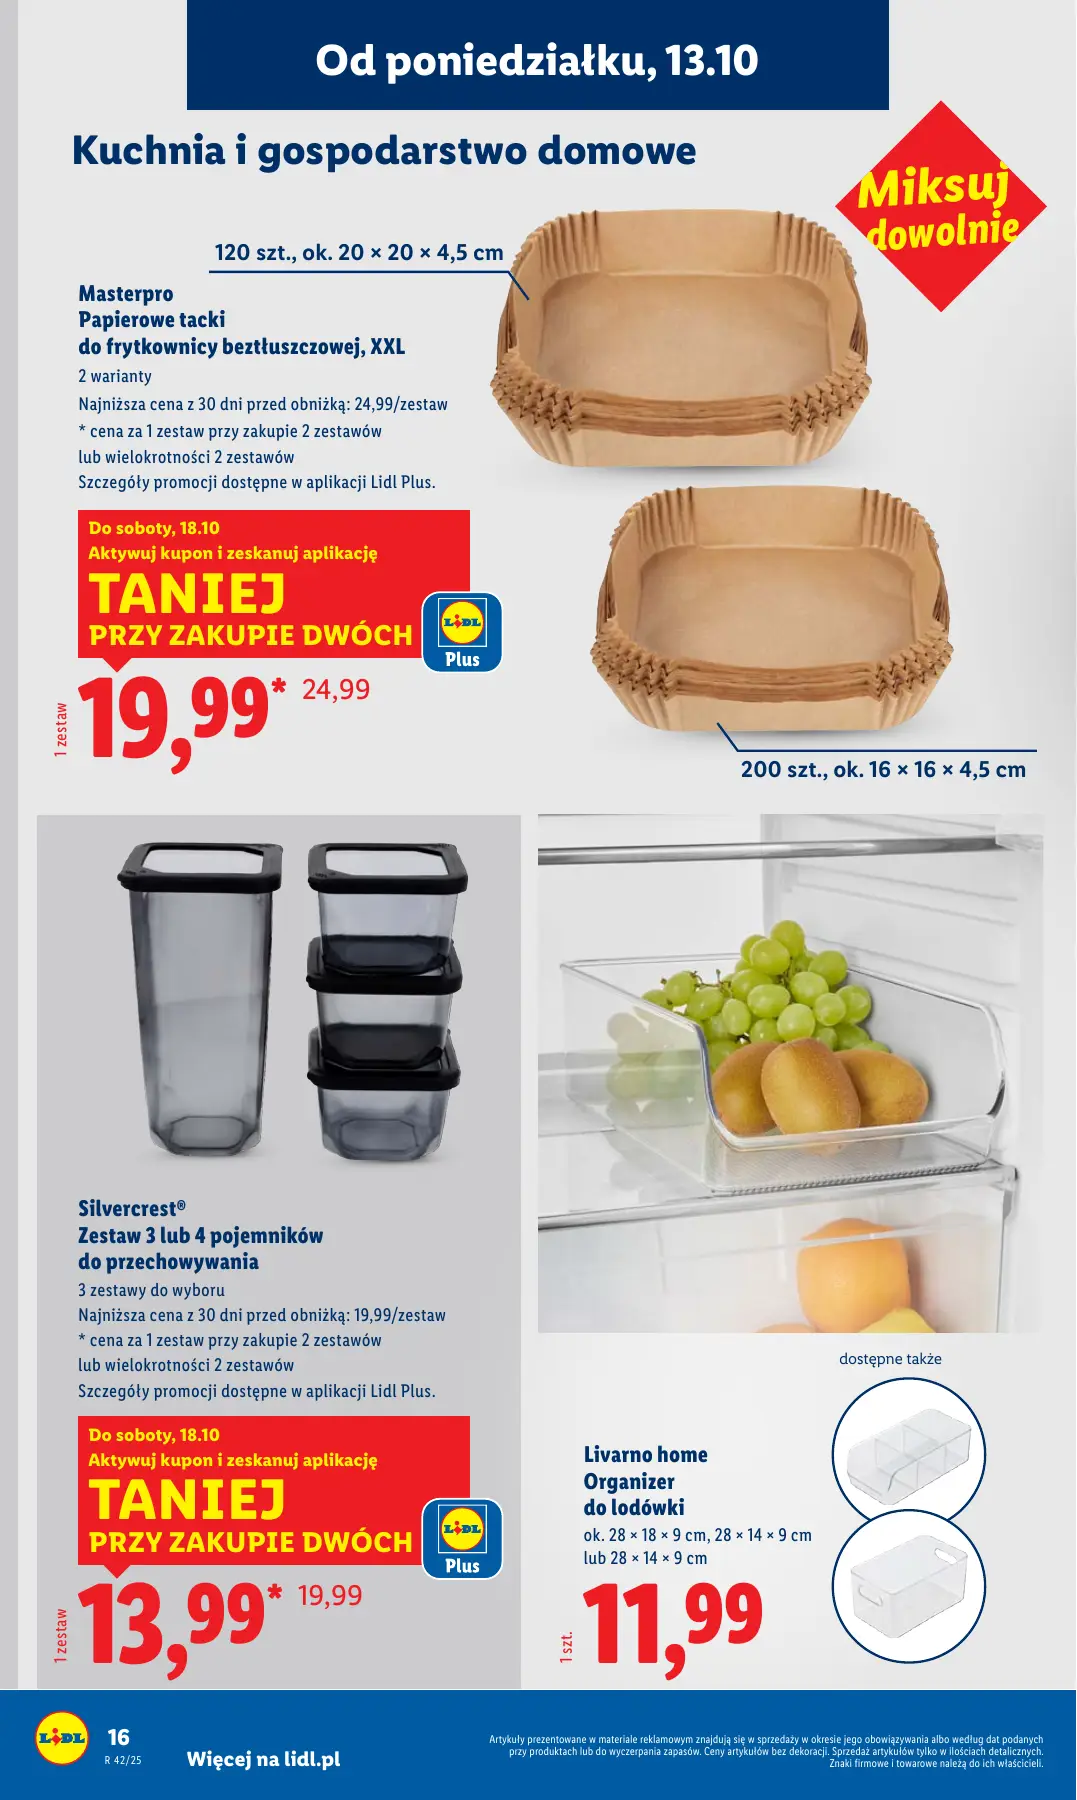 Od poniedziałku, 13.10
Kuchnia i gospodarstwo domowe
Miksuj
dowolnie
120 szt., ok. 20 × 20 × 4,5 cm
Masterpro
Papierowe tacki
do frytkownicy beztłuszczowej, XXL
2 warianty
Najniższa cena z 30 dni przed obniżką: 24,99/zestaw
* cena za 1 zestaw przy zakupie 2 zestawów
lub wielokrotności 2 zestawów
Szczegóły promocji dostępne w aplikacji Lidl Plus.
Do soboty, 18.10
Aktywuj kupon i zeskanuj aplikację
TANIEJ
PRZY ZAKUPIE DWÓCH
LIDL
Plus
1 zestaw
19,99*
24,99
200 szt., ok. 16 × 16 × 4,5 cm
Silvercrest®
Zestaw 3 lub 4 pojemników
do przechowywania
3 zestawy do wyboru
Najniższa cena z 30 dni przed obniżką: 19,99/zestaw
* cena za 1 zestaw przy zakupie 2 zestawów
lub wielokrotności 2 zestawów
Szczegóły promocji dostępne w aplikacji Lidl Plus.
Do soboty, 18.10
Aktywuj kupon i zeskanuj aplikację
TANIEJ
PRZY ZAKUPIE DWÓCH
LIDL
Plus
1 zestaw
13,99*
19,99
dostępne także
Livarno home
Organizer
do lodówki
ok. 28 × 18 × 9 cm, 28 × 14 × 9 cm
lub 28 × 14 × 9 cm
1 szt.
11,99
LIDL
16
R 42/25
Więcej na lidl.pl
Artykuły prezentowane w materiale reklamowym znajdują się w sprzedaży w okresie jego obowiązywania albo według dat podanych
przy produktach lub do wyczerpania zapasów. Ceny artykułów bez dekoracji. Sprzedaż artykułów tylko w ilościach detalicznych.
Znaki firmowe i towarowe należą do ich właścicieli.